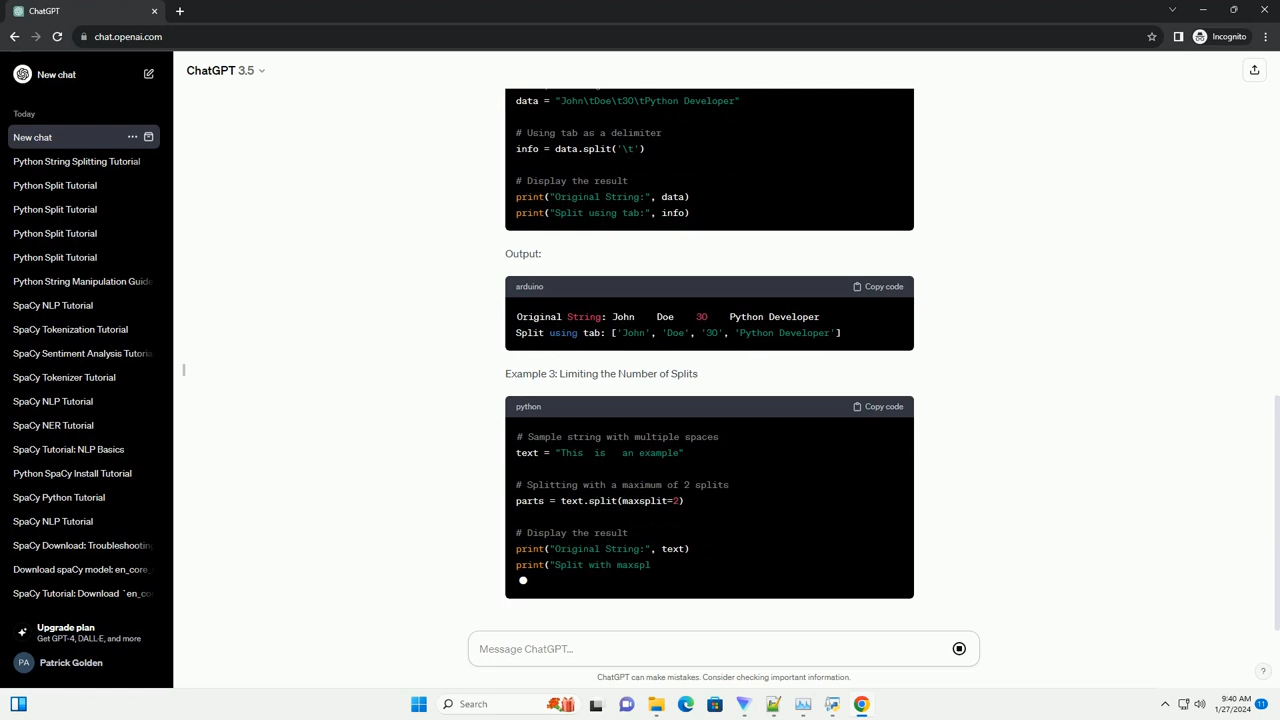 ChatGPT
chat.openai.com
Incognito
New chat
Today
New chat
Python String Splitting Tutorial
Python Split Tutorial
Python Split Tutorial
Python Split Tutorial
Python Split Tutorial
Python String Manipulation Guide
SpaCy NLP Tutorial
SpaCy Tokenization Tutorial
SpaCy Sentiment Analysis Tutoria
SpaCy Tokenizer Tutorial
SpaCy NLP Tutorial
SpaCy NER Tutorial
SpaCy Tutorial: NLP Basics
Python SpaCy Install Tutorial
SpaCy Python Tutorial
SpaCy NLP Tutorial
SpaCy Download: Troubleshooting
Download spaCy model: en_core_
SpaCy Tutorial: Download `en_co
Upgrade plan
Get GPT-4, DALL·E, and more
PA Patrick Golden
ChatGPT 3.5
data = "John\tDoe\t30\tPython Developer"
# Using tab as a delimiter
info = data.split('\t')
# Display the result
print("Original String:", data)
print("Split using tab:", info)
Output:
arduino Copy code
Original String: John    Doe    30    Python Developer
Split using tab: ['John', 'Doe', '30', 'Python Developer']
Example 3: Limiting the Number of Splits
python Copy code
# Sample string with multiple spaces
text = "This  is   an example"
# Splitting with a maximum of 2 splits
parts = text.split(maxsplit=2)
# Display the result
print("Original String:", text)
print("Split with maxspl
Message ChatGPT...
ChatGPT can make mistakes. Consider checking important information.
?
Search
9:40 AM
1/27/2024
11